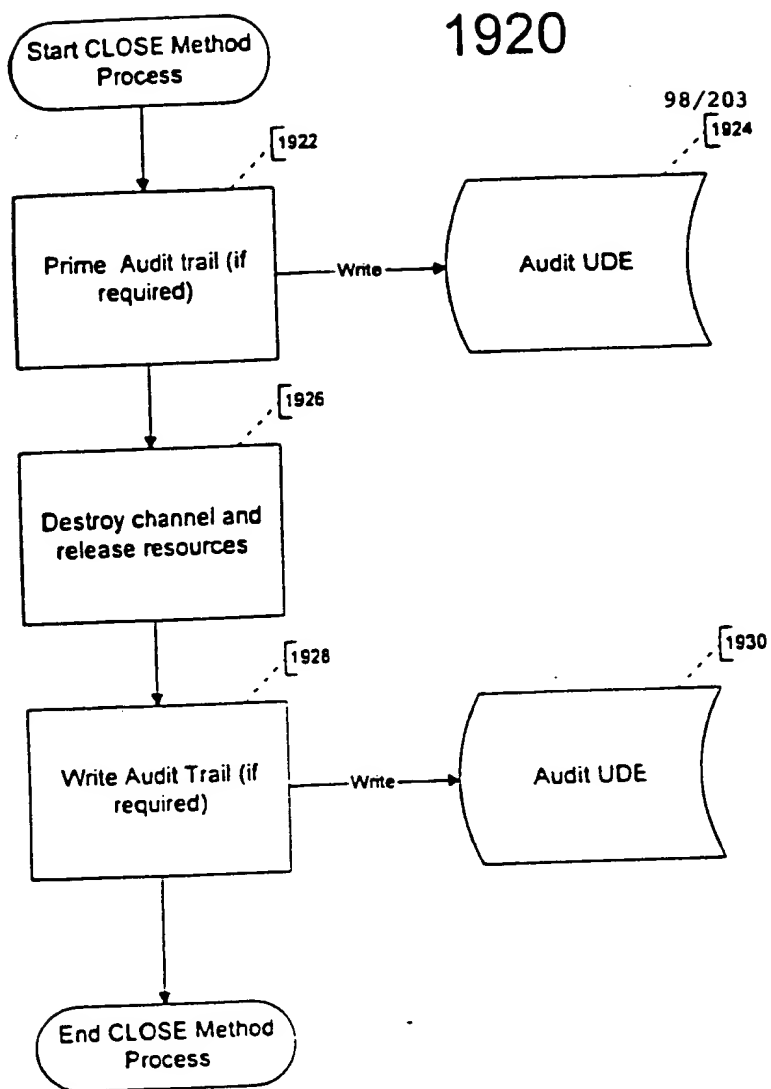 1920
Start CLOSE Method
Process
98/203
1924
1922
Prime Audit trail (if
required)
Write
Audit UDE
1926
Destroy channel and
release resources
1930
1928
Write Audit Trail (if
required)
Write
Audit UDE
End CLOSE Method
Process